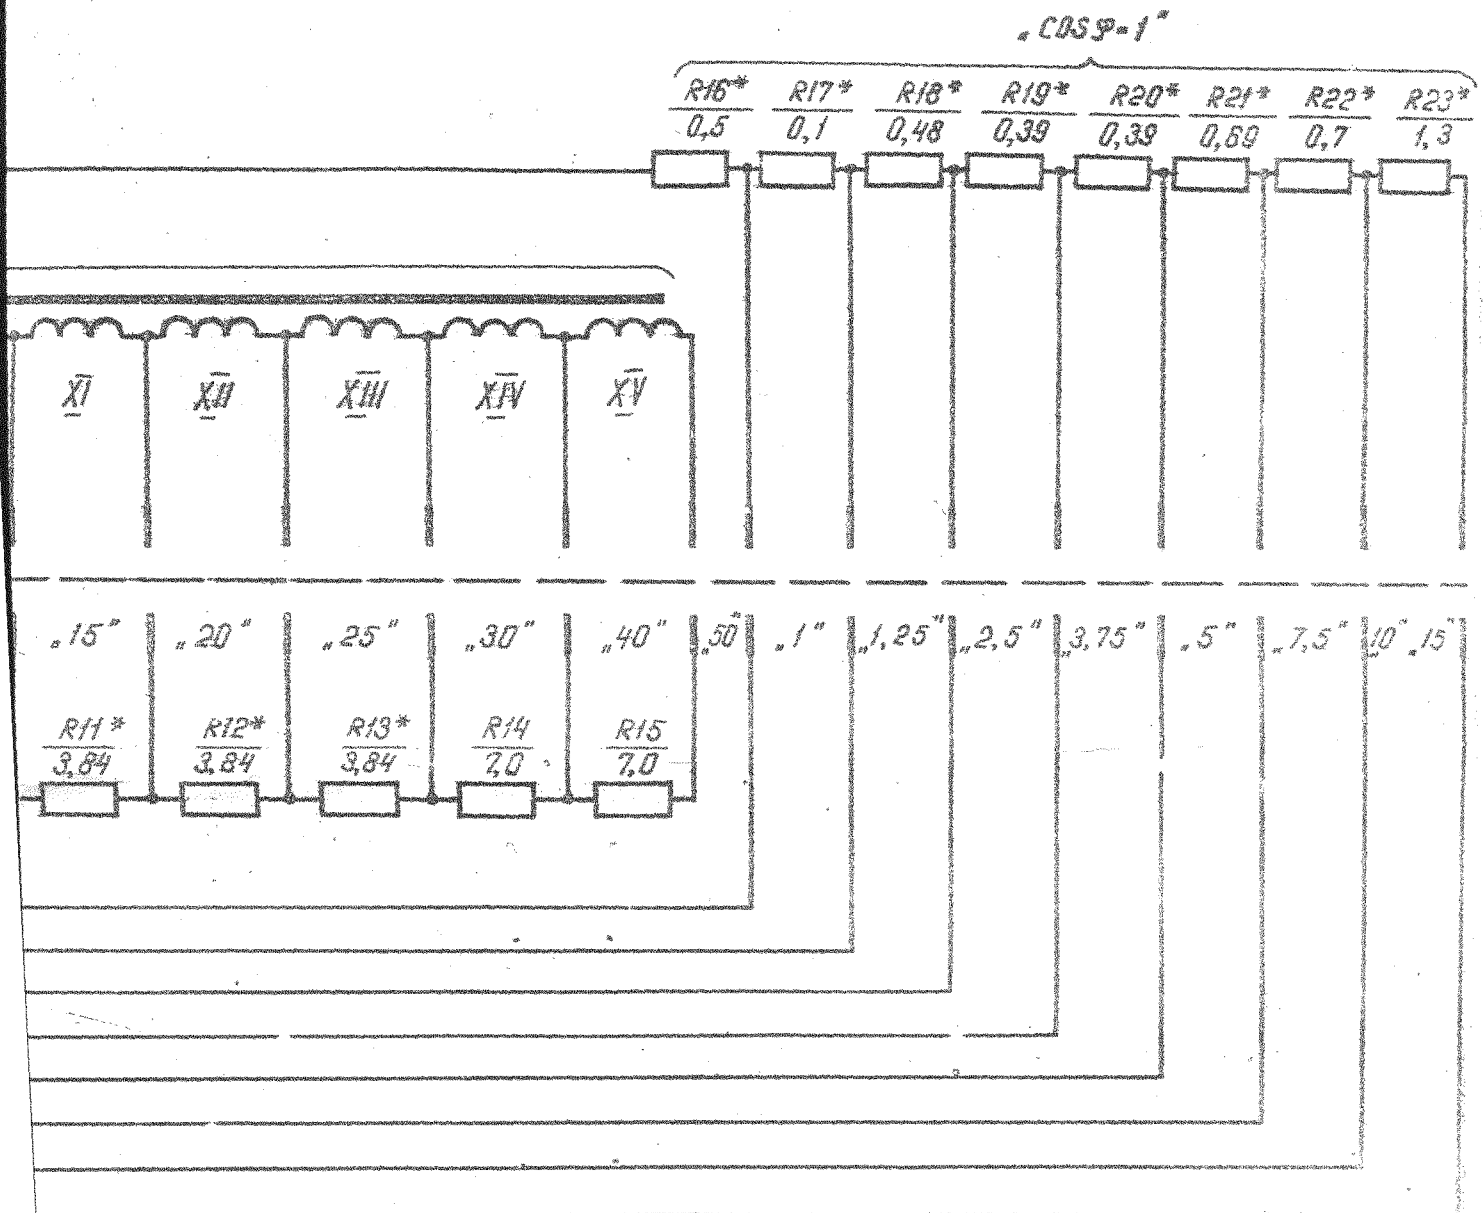 „COSφ=1"
R16* R17* R18* R19* R20* R21* R22* R23*
0,5 0,1 0,48 0,39 0,39 0,69 0,7 1,3
XI XII XIII XIV XV
„15" „20" „25" „30" „40" „50" „1" „1,25" „2,5" „3,75" „5" „7,5" „10" „15"
R11* R12* R13* R14 R15
3,84 3,84 3,84 7,0 7,0